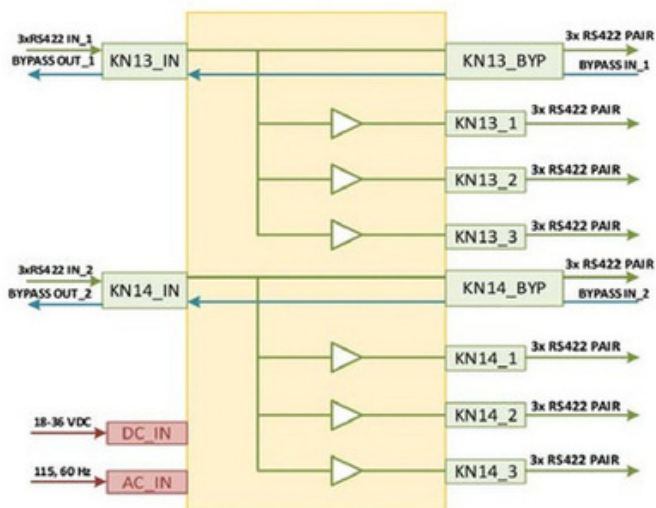 3xRS422 IN_1
BYPASS OUT_1
KN13_IN
KN13_BYP
3x RS422 PAIR
BYPASS IN_1
KN13_1
3x RS422 PAIR
KN13_2
3x RS422 PAIR
KN13_3
3x RS422 PAIR
3xRS422 IN_2
BYPASS OUT_2
KN14_IN
KN14_BYP
3x RS422 PAIR
BYPASS IN_2
KN14_1
3x RS422 PAIR
KN14_2
3x RS422 PAIR
KN14_3
3x RS422 PAIR
18-36 VDC
DC_IN
115, 60 Hz
AC_IN